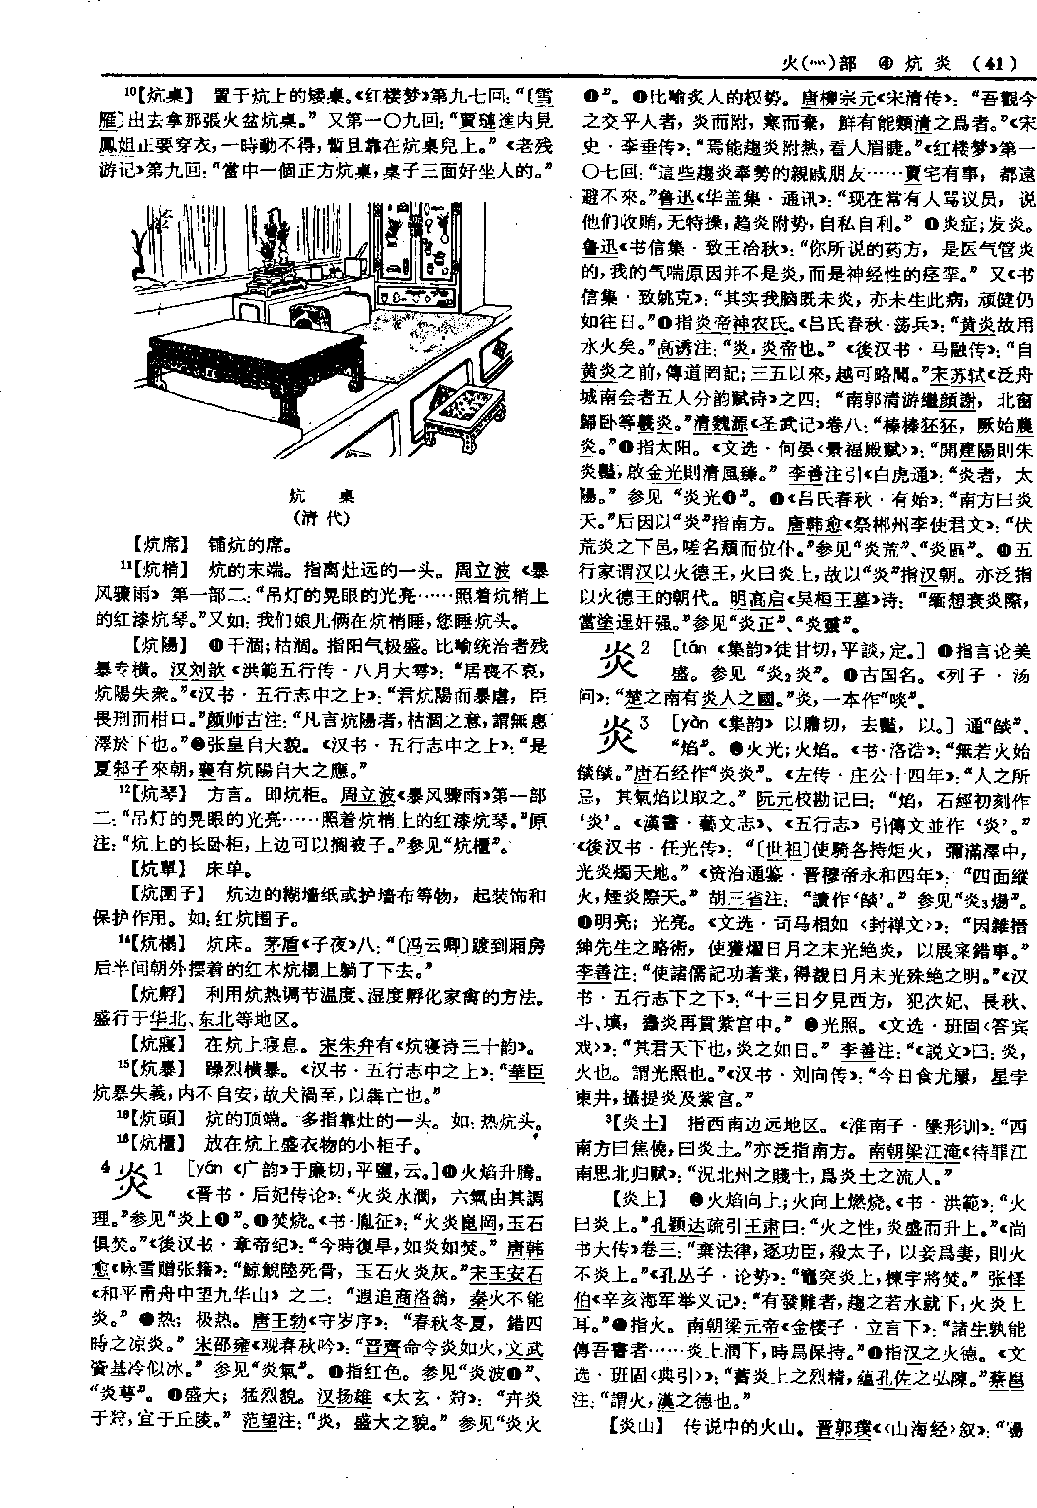 火(灬)部 ④ 炕 炎 （41）
10【炕桌】 置于炕上的矮桌。《红楼梦》第九七回：“〔雪
雁〕出去拿那張火盆炕桌。”又第一〇九回：“賈璉進内見
鳳姐正要穿衣，一時動不得，暫且靠在炕桌兒上。”《老残
游记》第九回：“當中一個正方炕桌，桌子三面好坐人的。”
炕 桌
（清 代）
【炕席】 铺炕的席。
11【炕梢】 炕的末端。指离灶远的一头。周立波《暴
风骤雨》第一部二：“吊灯的晃眼的光亮……照着炕梢上
的红漆炕琴。”又如：我们娘儿俩在炕梢睡，您睡炕头。
【炕陽】 ❶干涸；枯涸。指阳气极盛。比喻统治者残
暴专横。汉刘歆《洪範五行传·八月大雩》：“居喪不哀，
炕陽失衆。”《汉书·五行志中之上》：“君炕陽而暴虐，臣
畏刑而柑口。”颜师古注：“凡言炕陽者，枯涸之意，謂無惠
澤於下也。”❷张皇自大貌。《汉书·五行志中之上》：“是
夏邾子來朝，襄有炕陽自大之應。”
12【炕琴】 方言。即炕柜。周立波《暴风骤雨》第一部
二：“吊灯的晃眼的光亮……照着炕梢上的红漆炕琴。”原
注：“炕上的长卧柜，上边可以搁被子。”参见“炕櫃”。
【炕單】 床单。
【炕圍子】 炕边的糊墙纸或护墙布等物，起装饰和
保护作用。如：红炕围子。
14【炕榻】 炕床。茅盾《子夜》八：“〔冯云卿〕踱到厢房
后半间朝外摆着的红木炕榻上躺了下去。”
【炕孵】 利用炕热调节温度、湿度孵化家禽的方法。
盛行于华北、东北等地区。
【炕寢】 在炕上寝息。宋朱弁有《炕寝诗三十韵》。
15【炕暴】 躁烈横暴。《汉书·五行志中之上》：“華臣
炕暴失義，内不自安，故犬禍至，以犇亡也。”
16【炕頭】 炕的顶端。多指靠灶的一头。如：热炕头。
18【炕櫃】 放在炕上盛衣物的小柜子。
4炎1 [yán 《广韵》于廉切，平鹽，云。]❶火焰升腾。
《晋书·后妃传论》：“火炎水潤，六氣由其調
理。”参见“炎上❶”。❷焚烧。《书·胤征》：“火炎崑岡，玉石
俱焚。”《後汉书·章帝纪》：“今時復旱，如炎如焚。”唐韩
愈《咏雪赠张籍》：“鯨鯢陸死骨，玉石火炎灰。”宋王安石
《和平甫舟中望九华山》之二：“遐追商洛翁，秦火不能
炎。”❸热；极热。唐王勃《守岁序》：“春秋冬夏，錯四
時之凉炎。”宋邵雍《观春秋吟》：“晋齊命令炎如火，文武
資基冷似冰。”参见“炎氣”。❹指红色。参见“炎波❶”、
“炎萼”。❺盛大；猛烈貌。汉扬雄《太玄·》：“卉炎
于，宜于丘陵。”范望注：“炎，盛大之貌。”参见“炎火
❶”。❻比喻炙人的权势。唐柳宗元《宋清传》：“吾觀今
之交乎人者，炎而附，寒而棄，鮮有能類清之爲者。”《宋
史·李垂传》：“焉能趨炎附熱，看人眉睫。”《红楼梦》第一
〇七回：“這些趨炎奉勢的親戚朋友……賈宅有事，都遠
避不來。”鲁迅《华盖集·通讯》：“现在常有人骂议员，说
他们收贿，无特操，趋炎附势，自私自利。”❼炎症；发炎。
鲁迅《书信集·致王冶秋》：“你所说的药方，是医气管炎
的，我的气喘原因并不是炎，而是神经性的痉挛。”又《书
信集·致姚克》：“其实我脑既未炎，亦未生此病，顽健仍
如往日。”❽指炎帝神农氏。《吕氏春秋·荡兵》：“黄炎故用
水火矣。”高诱注：“炎，炎帝也。”《後汉书·马融传》：“自
黄炎之前，傳道罔記；三五以來，越可略聞。”宋苏轼《泛舟
城南会者五人分韵赋诗》之四：“南郭清游繼顔謝，北窗
歸卧等羲炎。”清魏源《圣武记》卷八：“榛榛狉狉，厥始農
炎。”❾指太阳。《文选·何晏〈景福殿赋〉》：“開建陽則朱
炎豔，啟金光則清風臻。”李善注引《白虎通》：“炎者，太
陽。”参见“炎光❶”。❿《吕氏春秋·有始》：“南方曰炎
天。”后因以“炎”指南方。唐韩愈《祭郴州李使君文》：“伏
荒炎之下邑，嗟名頹而位仆。”参见“炎荒”、“炎區”。⓫五
行家谓汉以火德王，火曰炎上，故以“炎”指汉朝。亦泛指
以火德王的朝代。明高启《吴桓王墓》诗：“緬想衰炎際，
當塗逞奸强。”参见“炎正”、“炎靈”。
炎2 [tán 《集韵》徒甘切，平談，定。]❶指言论美
盛。参见“炎₂炎”。❷古国名。《列子·汤
问》：“楚之南有炎人之國。”炎，一本作“啖”。
炎3 [yàn 《集韵》以贍切，去豔，以。]通“燄”、
“焰”。❶火光；火焰。《书·洛诰》：“無若火始
燄燄。”唐石经作“炎炎”。《左传·庄公十四年》：“人之所
忌，其氣焰以取之。”阮元校勘记曰：“焰，石經初刻作
‘炎’。《漢書·藝文志》、《五行志》引傳文並作‘炎’。”
《後汉书·任光传》：“〔世祖〕使騎各持炬火，彌滿澤中，
光炎燭天地。”《资治通鉴·晋穆帝永和四年》：“四面縱
火，煙炎際天。”胡三省注：“讀作‘燄’。”参见“炎₃煬”。
❷明亮；光亮。《文选·司马相如〈封禅文〉》：“因雜搢
紳先生之略術，使獲燿日月之末光绝炎，以展寀錯事。”
李善注：“使諸儒記功著業，得觀日月末光殊绝之明。”《汉
书·五行志下之下》：“十三日夕見西方，犯次妃、長秋、
斗、填，蠭炎再貫紫宫中。”❸光照。《文选·班固〈答宾
戏〉》：“其君天下也，炎之如日。”李善注：“《説文》曰：炎，
火也。謂光照也。”《汉书·刘向传》：“今日食尤屢，星孛
東井，攝提炎及紫宫。”
3【炎土】 指西南边远地区。《淮南子·墬形训》：“西
南方曰焦僥，曰炎土。”亦泛指南方。南朝梁江淹《待罪江
南思北归赋》：“況北州之賤士，爲炎土之流人。”
【炎上】 ❶火焰向上；火向上燃烧。《书·洪範》：“火
曰炎上。”孔颖达疏引王肃曰：“火之性，炎盛而升上。”《尚
书大传》卷三：“棄法律，逐功臣，殺太子，以妾爲妻，則火
不炎上。”《孔丛子·论势》：“竈突炎上，棟宇將焚。”张怪
伯《辛亥海军举义记》：“有發難者，趨之若水就下，火炎上
耳。”❷指火。南朝梁元帝《金楼子·立言下》：“諸生孰能
傳吾書者……炎上潤下，時爲保持。”❸指汉之火德。《文
选·班固〈典引〉》：“蓄炎上之烈精，蘊孔佐之弘陳。”蔡邕
注：“謂火，漢之德也。”
【炎山】 传说中的火山。晋郭璞《〈山海经〉叙》：“陽